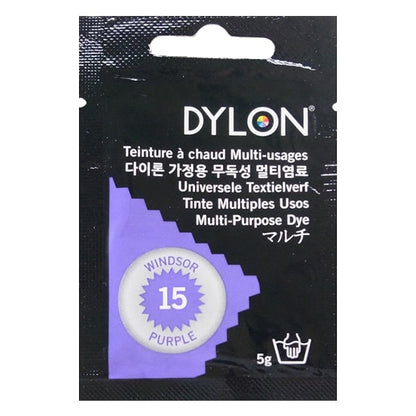 DYLON®
Teinture à chaud Multi-usages
다이론 가정용 무독성 멀티염료
Universele Textielverf
Tinte Multiples Usos
Multi-Purpose Dye
マルチ
WINDSOR
15
PURPLE
5g